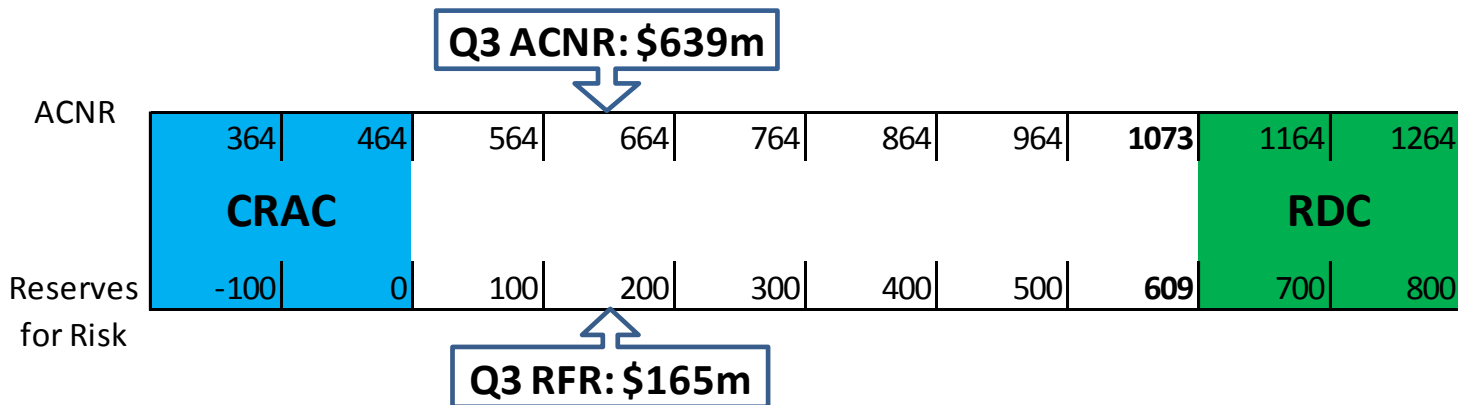 Q3 ACNR: $639m
ACNR
364 464 564 664 764 864 964 1073 1164 1264
CRAC RDC
Reserves for Risk -100 0 100 200 300 400 500 609 700 800
Q3 RFR: $165m